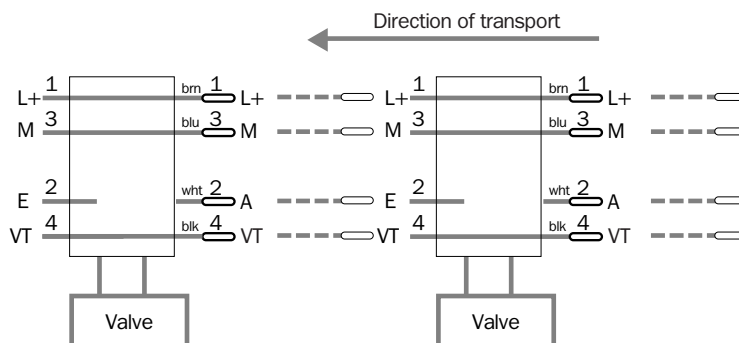 Direction of transport
L+ 1 brn 1 L+ L+ 1 brn 1 L+
M 3 blu 3 M M 3 blu 3 M
E 2 wht 2 A E 2 wht 2 A
VT 4 blk 4 VT VT 4 blk 4 VT
Valve Valve